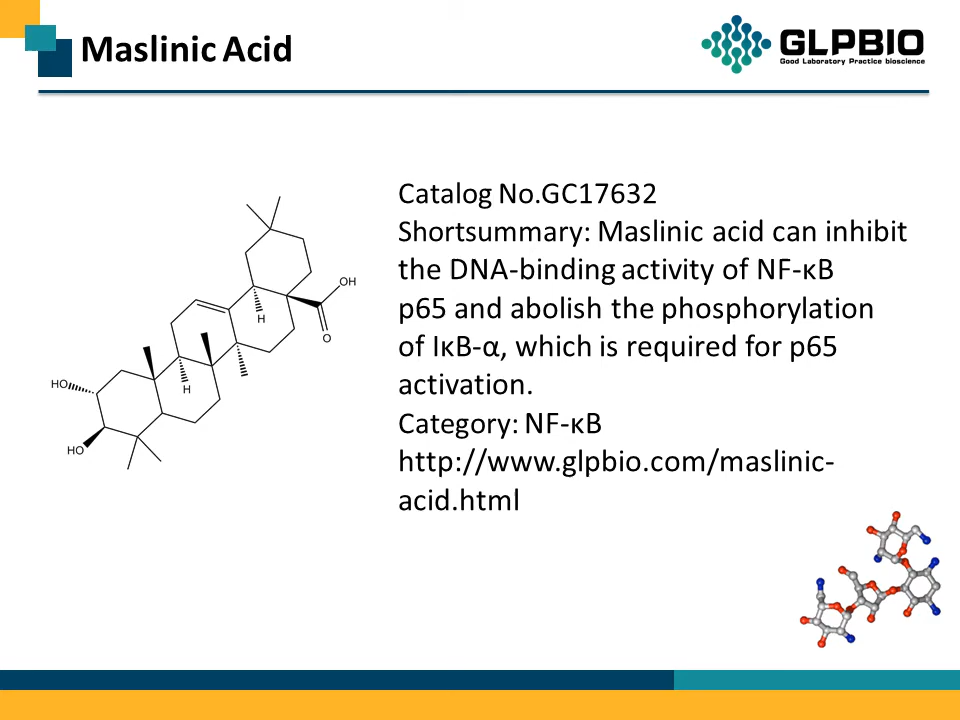 Maslinic Acid
GLPBIO
Good Laboratory Practice bioscience
Catalog No.GC17632
Shortsummary: Maslinic acid can inhibit
the DNA-binding activity of NF-κB
p65 and abolish the phosphorylation
of IκB-α, which is required for p65
activation.
Category: NF-κB
http://www.glpbio.com/maslinic-
acid.html
OH
H
O
H
HO
HO